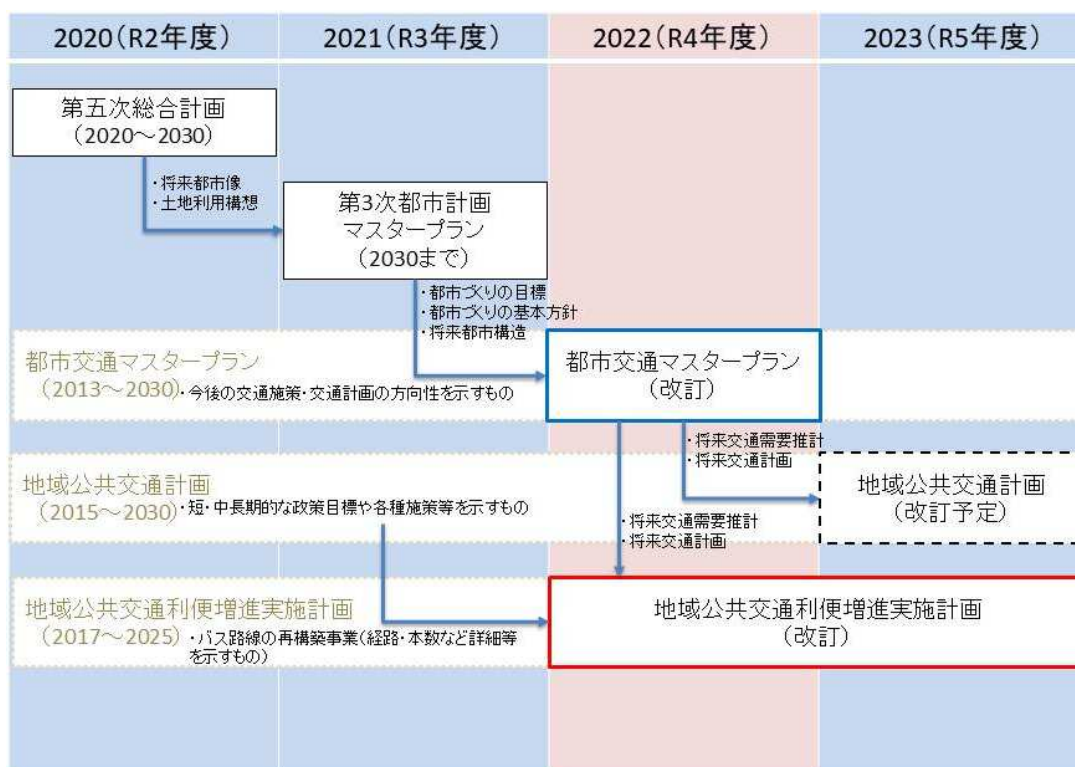 2020（R2年度）
2021（R3年度）
2022（R4年度）
2023（R5年度）
第五次総合計画
（2020～2030）
・将来都市像
・土地利用構想
第3次都市計画
マスタープラン
（2030まで）
・都市づくりの目標
・都市づくりの基本方針
・将来都市構造
都市交通マスタープラン
（2013～2030）
・今後の交通施策・交通計画の方向性を示すもの
都市交通マスタープラン
（改訂）
・将来交通需要推計
・将来交通計画
地域公共交通計画
（2015～2030）
・短・中長期的な政策目標や各種施策等を示すもの
地域公共交通計画
（改訂予定）
・将来交通需要推計
・将来交通計画
地域公共交通利便増進実施計画
（2017～2025）
・バス路線の再構築事業（経路・本数など詳細等
を示すもの）
地域公共交通利便増進実施計画
（改訂）